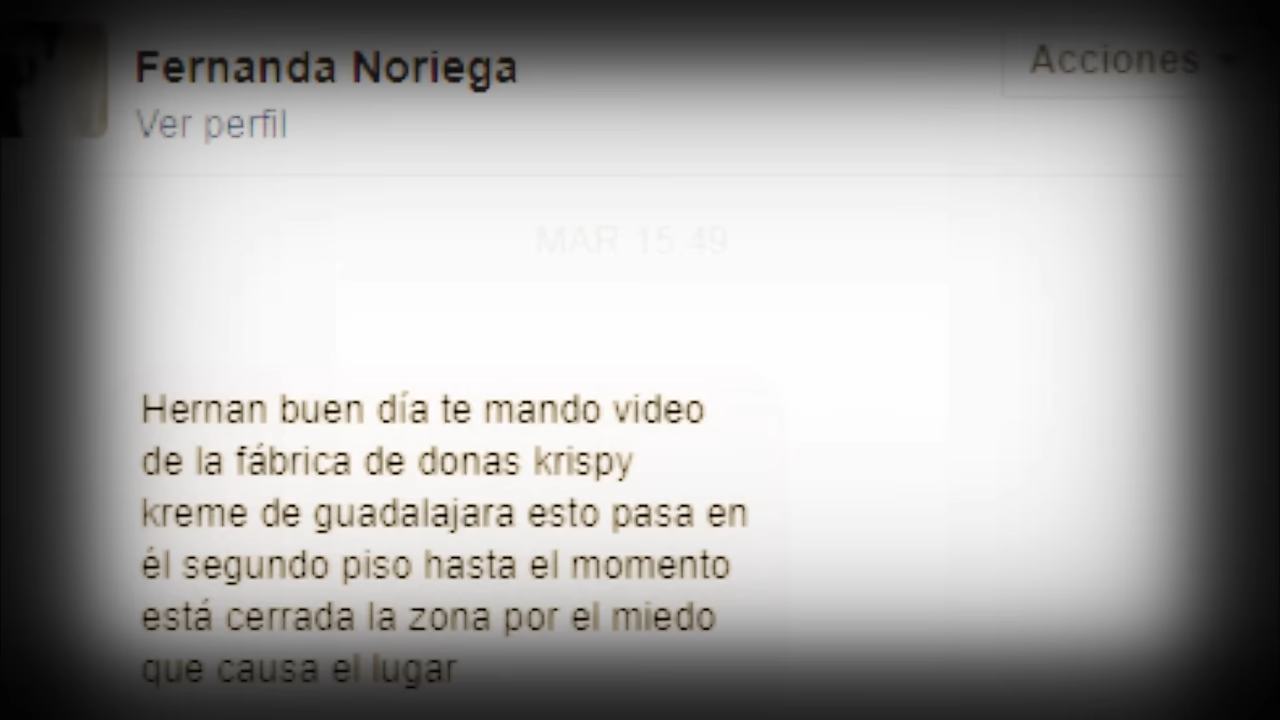 Fernanda Noriega
Acciones
Ver perfil
MAR 15:49
Hernan buen día te mando video
de la fábrica de donas krispy
kreme de guadalajara esto pasa en
él segundo piso hasta el momento
está cerrada la zona por el miedo
que causa el lugar